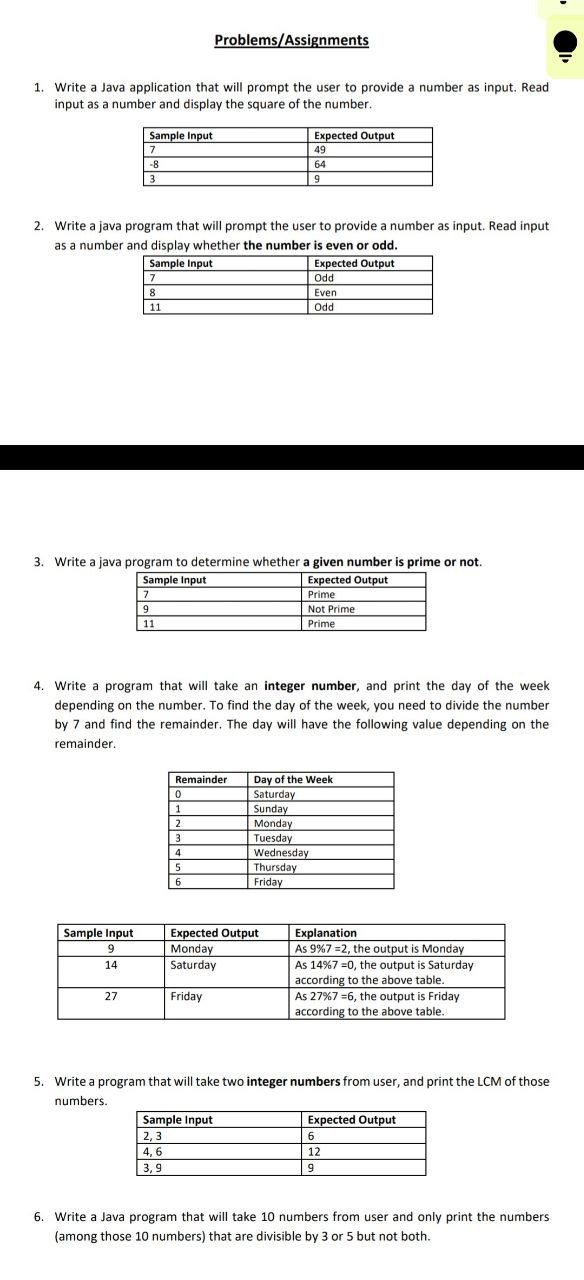 Problems/Assignments
1. Write a Java application that will prompt the user to provide a number as input. Read
input as a number and display the square of the number.
Sample Input Expected Output
7 49
-8 64
3 9
2. Write a java program that will prompt the user to provide a number as input. Read input
as a number and display whether the number is even or odd.
Sample Input Expected Output
7 Odd
8 Even
11 Odd
3. Write a java program to determine whether a given number is prime or not.
Sample Input Expected Output
7 Prime
9 Not Prime
11 Prime
4. Write a program that will take an integer number, and print the day of the week
depending on the number. To find the day of the week, you need to divide the number
by 7 and find the remainder. The day will have the following value depending on the
remainder.
Remainder Day of the Week
0 Saturday
1 Sunday
2 Monday
3 Tuesday
4 Wednesday
5 Thursday
6 Friday
Sample Input Expected Output Explanation
9 Monday As 9%7 =2, the output is Monday
14 Saturday As 14%7 =0, the output is Saturday
according to the above table.
27 Friday As 27%7 =6, the output is Friday
according to the above table.
5. Write a program that will take two integer numbers from user, and print the LCM of those
numbers.
Sample Input Expected Output
2, 3 6
4, 6 12
3, 9 9
6. Write a Java program that will take 10 numbers from user and only print the numbers
(among those 10 numbers) that are divisible by 3 or 5 but not both.